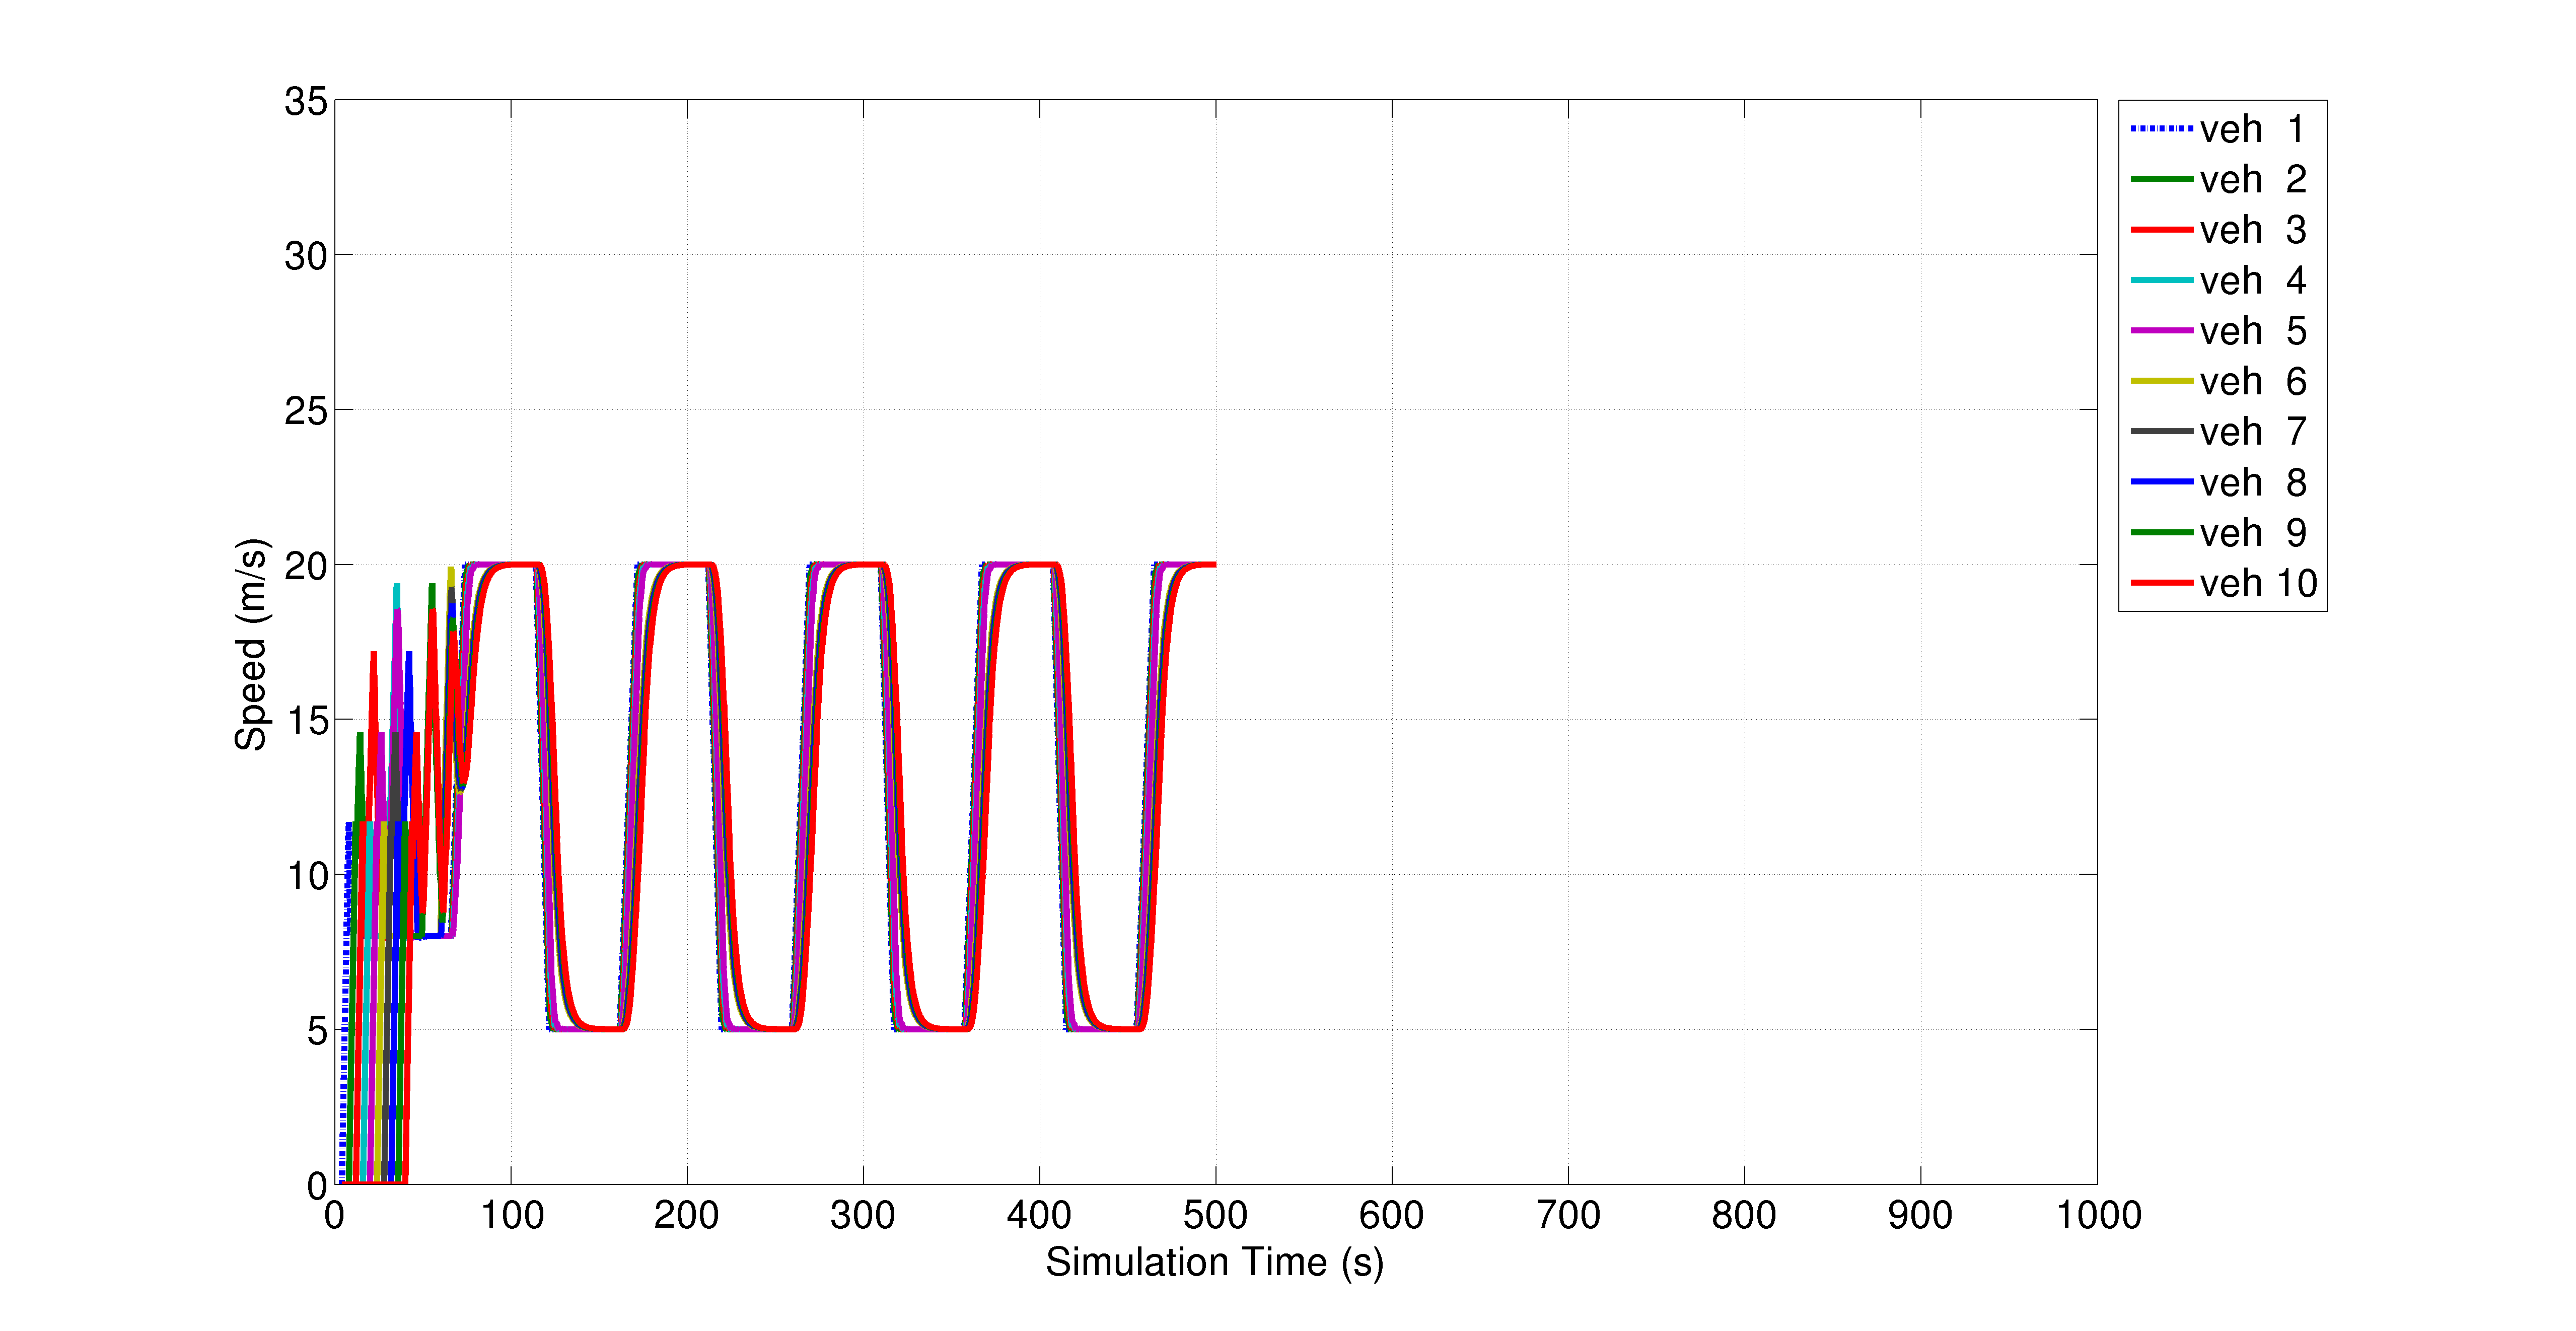 35
30
25
20
15
10
5
0
Speed (m/s)
0 100 200 300 400 500 600 700 800 900 1000
Simulation Time (s)
veh 1
veh 2
veh 3
veh 4
veh 5
veh 6
veh 7
veh 8
veh 9
veh 10